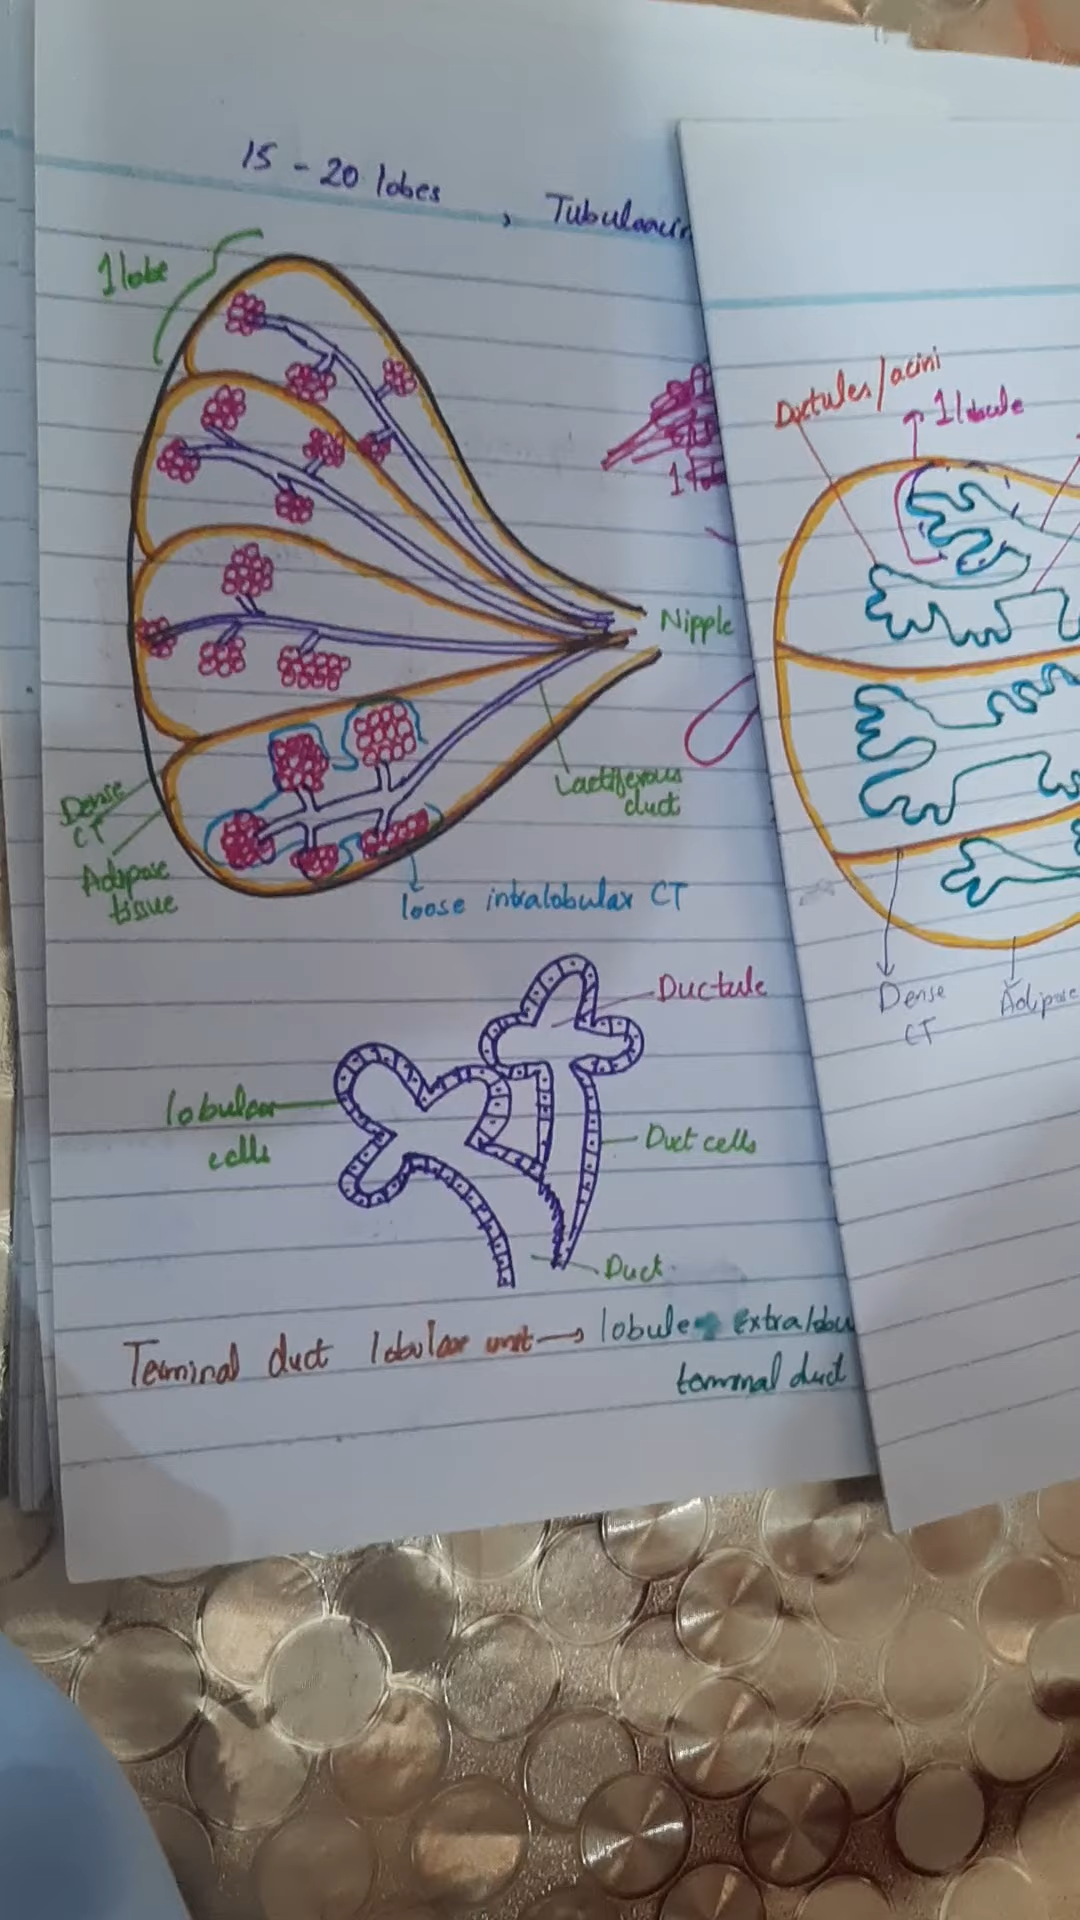 15 - 20 lobes , Tubuloacin
1 lobe
Nipple
Lactiferous
duct
Dense
CT
Adipose
tissue
loose intralobular CT
Ductule
lobular
cells
Duct cells
Duct
Terminal duct lobular unit → lobule extralobu
terminal duct
Ductules/acini
1 lobule
Dense
CT
Adipose